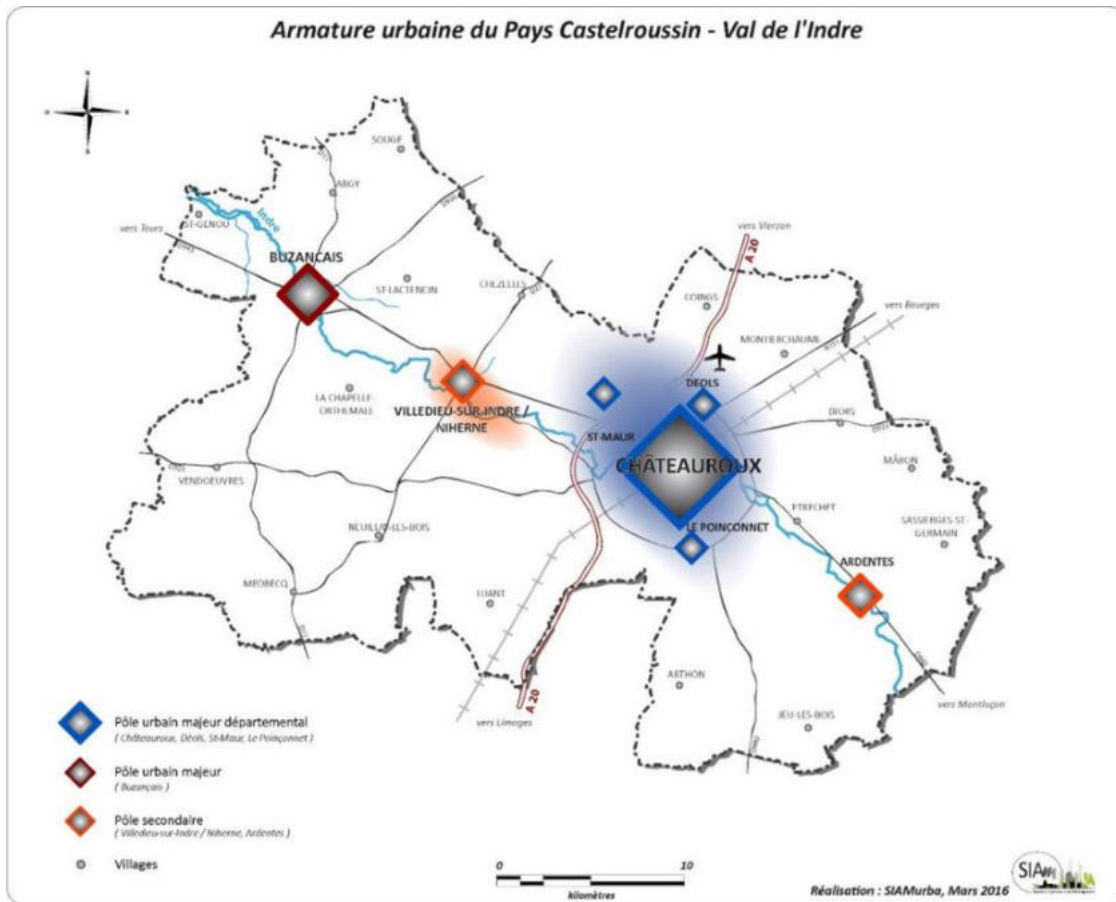 Armature urbaine du Pays Castelroussin - Val de l'Indre
SOUGE
ARGY
ST-GENOU
Indre
vers Tours
BUZANCAIS
ST-LACTENCIN
vers Vierzon
A 20
COINGS
vers Bourges
MONTIERCHAUME
DEOLS
LA CHAPELLE-
ORTHEMALE
VILLEDIEU-SUR-INDRE /
NIHERNE
ST-MAUR
DIORS
CHÂTEAUROUX
MÂRON
VENDOEUVRES
ETRECHET
SASSIERGES-ST-
GERMAIN
NEUILLAY-LES-BOIS
LE POINCONNET
ARDENTES
MEOBECQ
LUANT
ARTHON
A 20
vers Limoges
vers Montluçon
JEU-LES-BOIS
Pôle urbain majeur départemental
( Châteauroux, Déols, St-Maur, Le Poinçonnet )
Pôle urbain majeur
( Buzançais )
Pôle secondaire
( Villedieu-sur-Indre / Niherne, Ardentes )
Villages
0 10
kilomètres
Réalisation : SIAMurba, Mars 2016